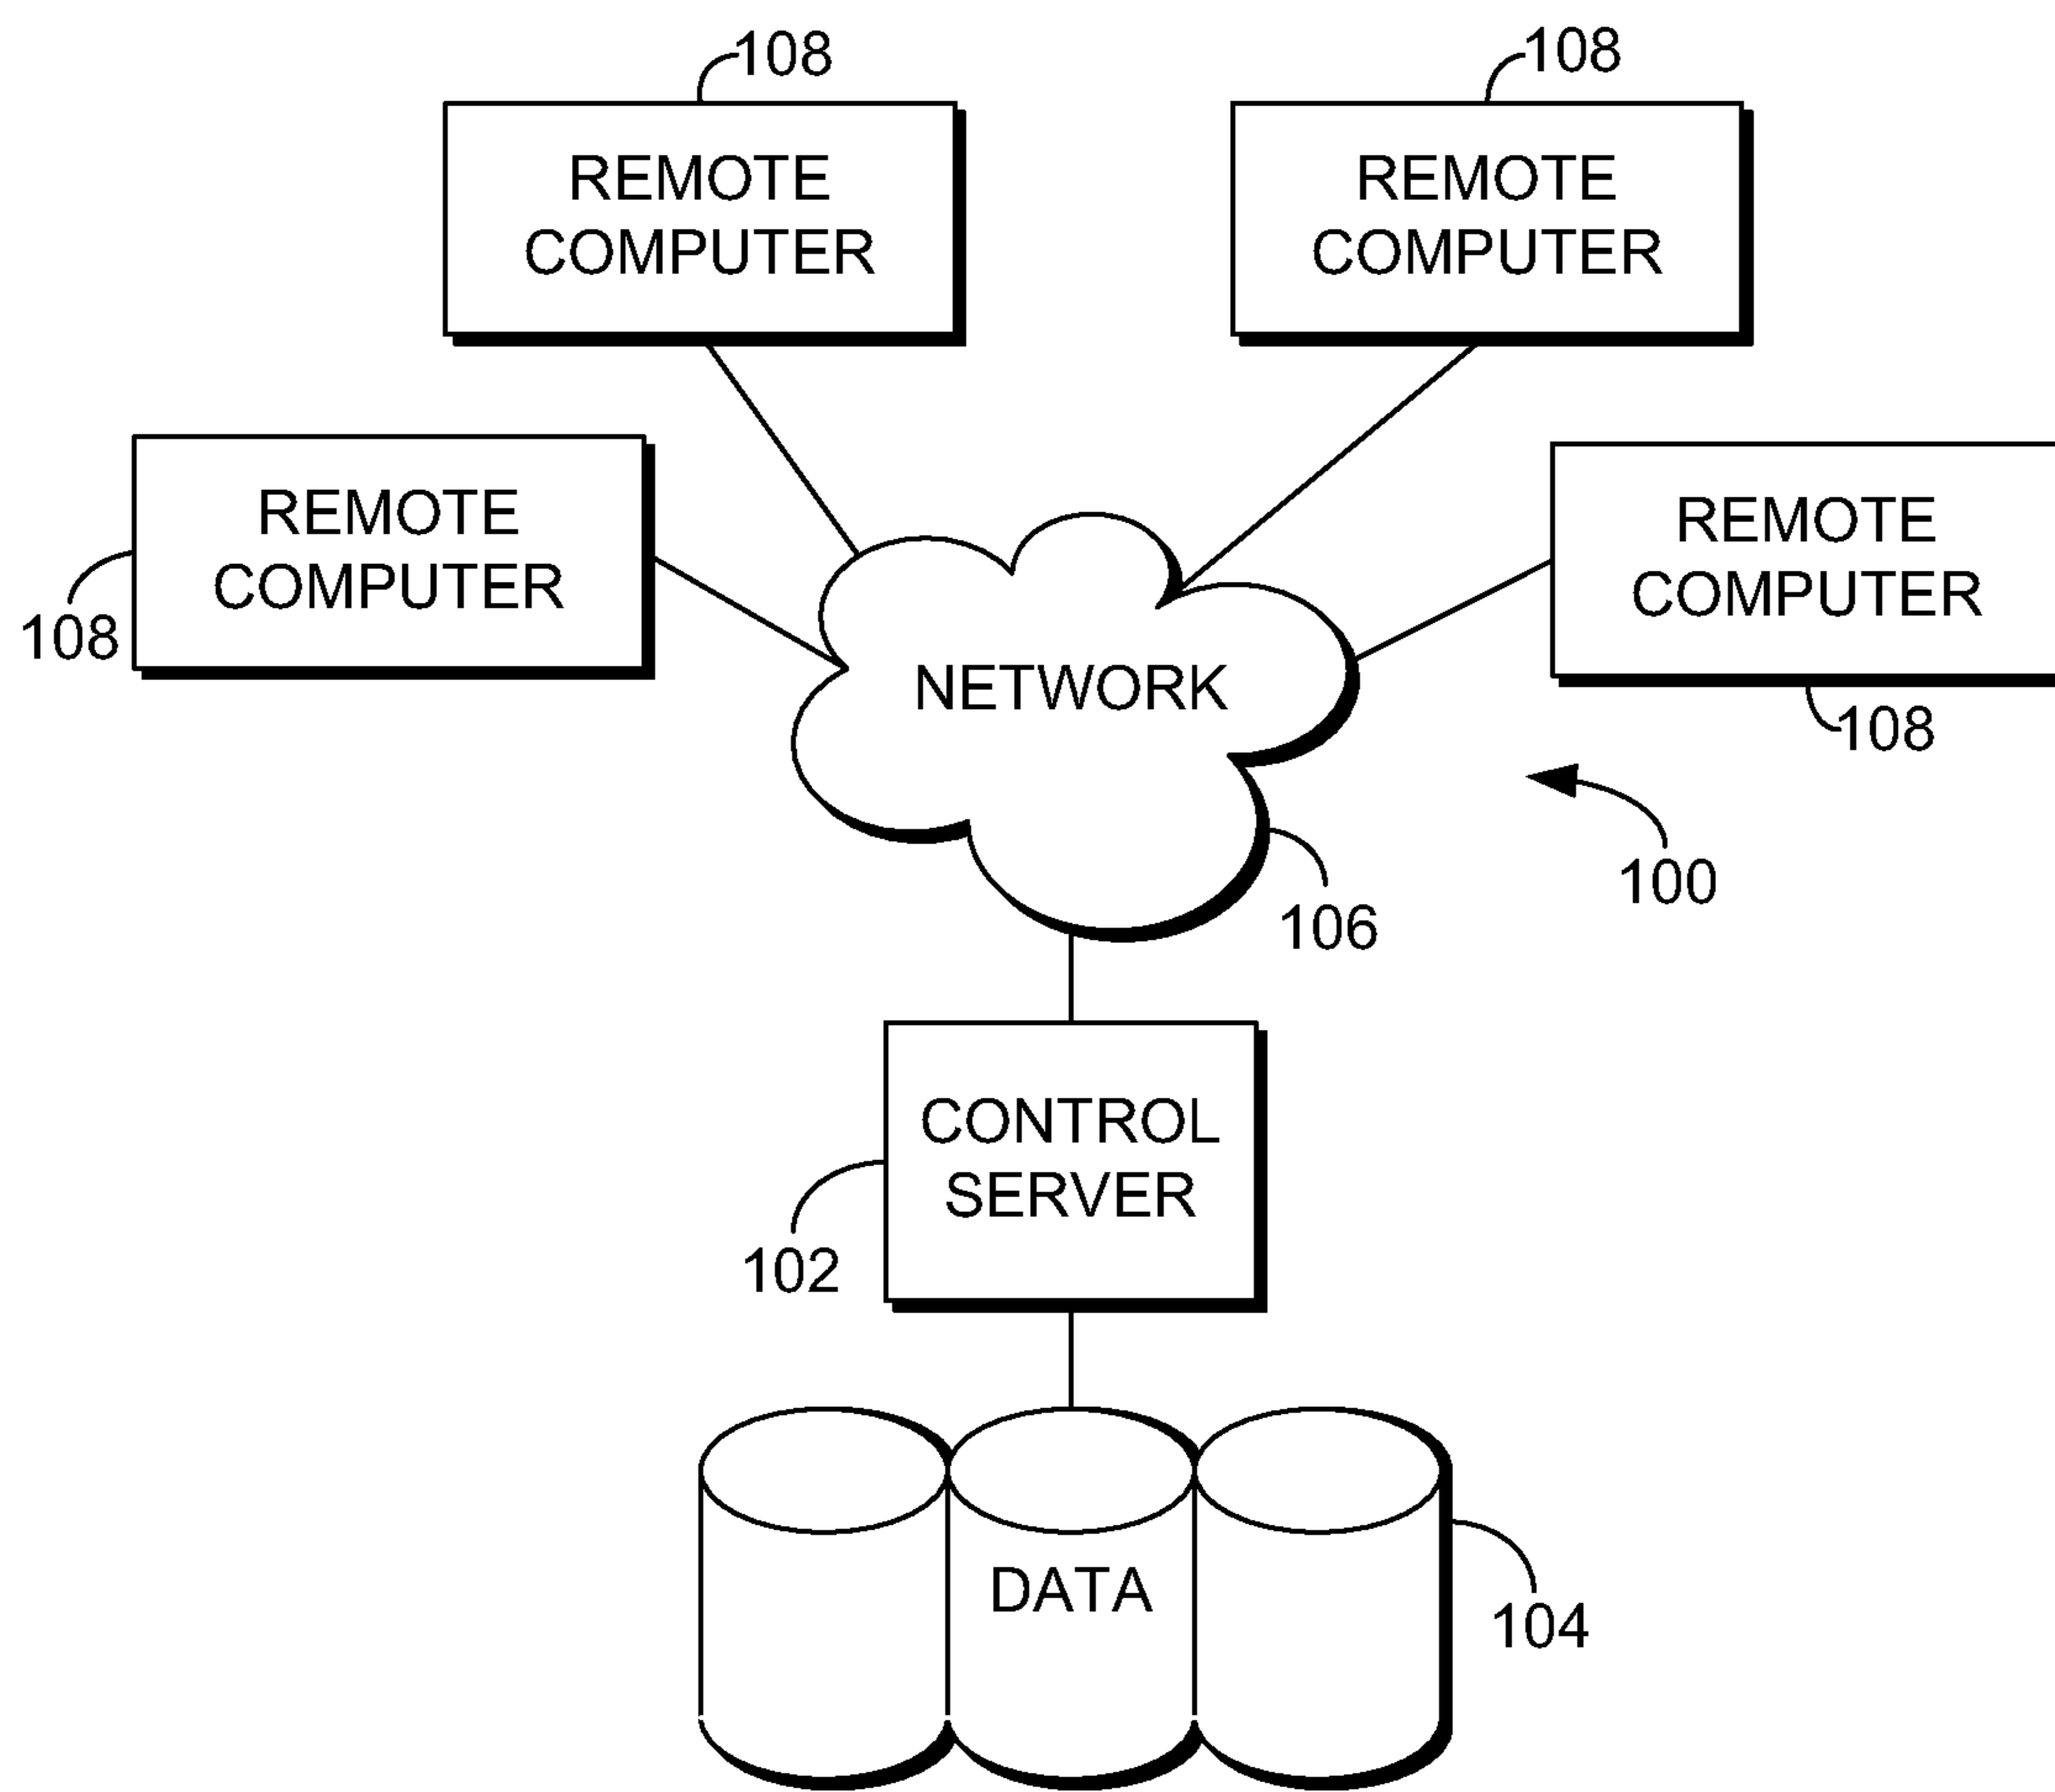 108
108
REMOTE
COMPUTER
REMOTE
COMPUTER
REMOTE
COMPUTER
108
REMOTE
COMPUTER
108
NETWORK
100
106
CONTROL
SERVER
102
DATA
104